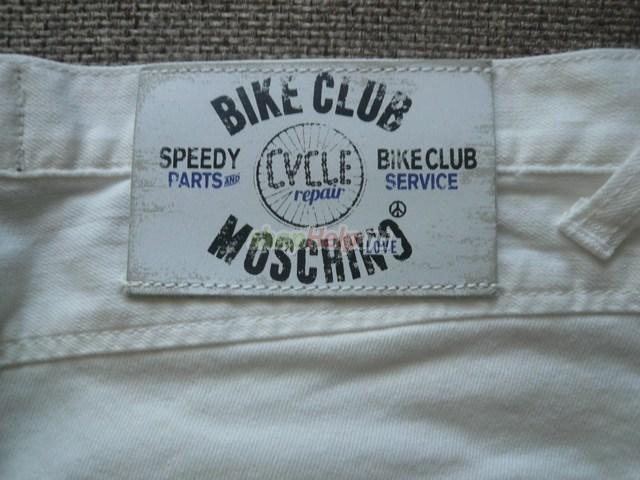 BIKE CLUB
SPEEDY
PARTS AND
CYCLE
repair
BIKE CLUB
SERVICE
MOSCHINO
LOVE